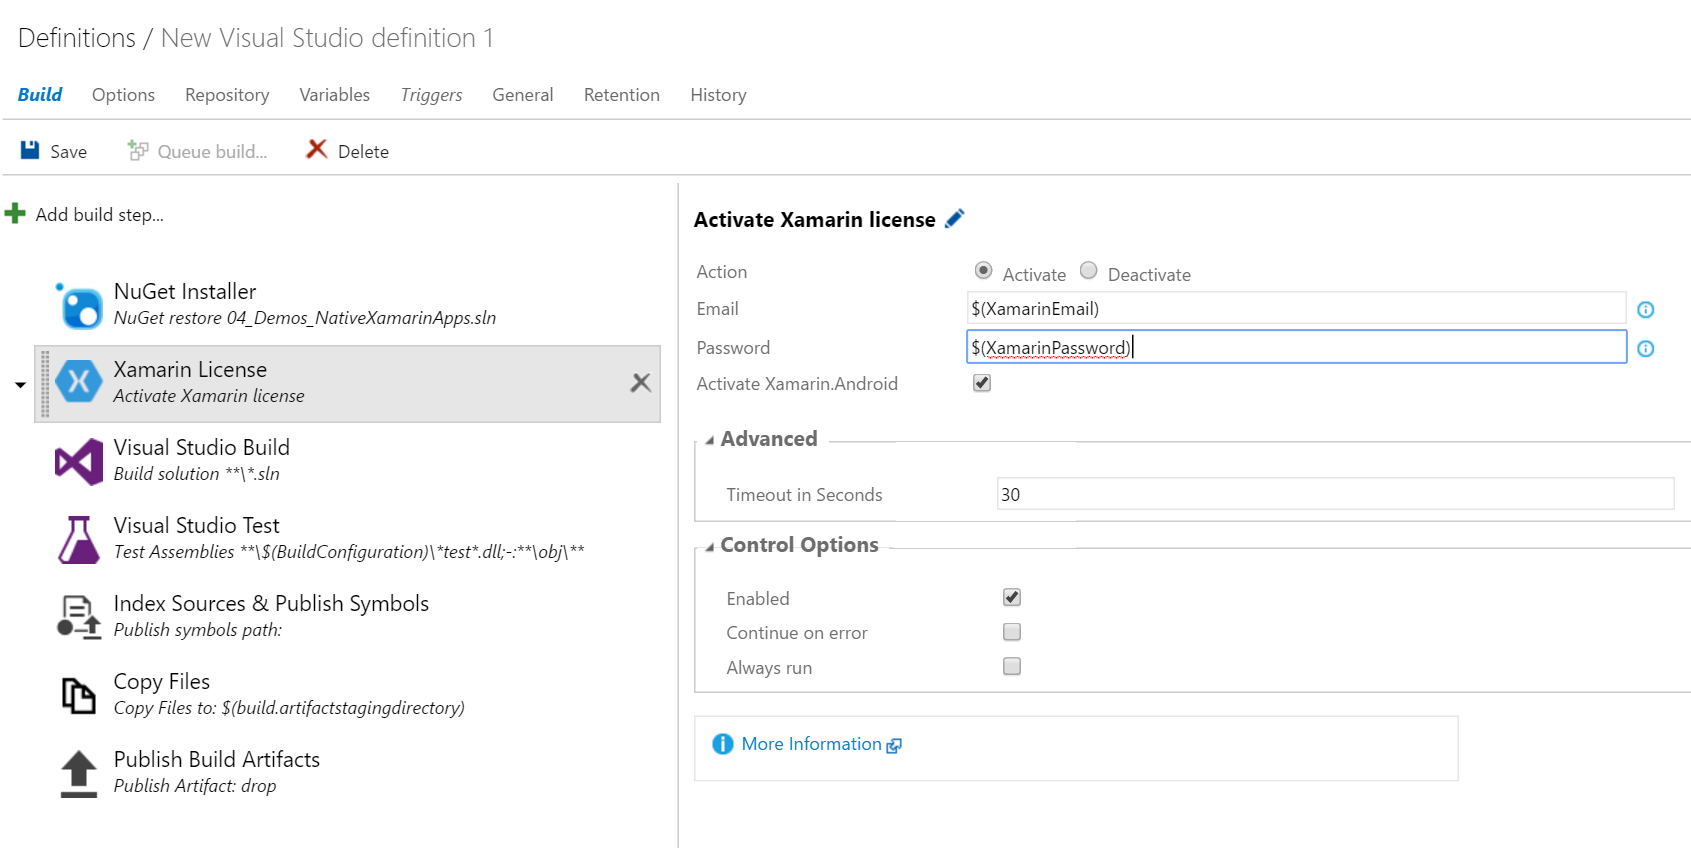 Definitions / New Visual Studio definition 1
Build Options Repository Variables Triggers General Retention History
Save Queue build... Delete
Add build step...
NuGet Installer
NuGet restore 04_Demos_NativeXamarinApps.sln
Xamarin License
Activate Xamarin license
Visual Studio Build
Build solution **\*.sln
Visual Studio Test
Test Assemblies **\$(BuildConfiguration)\*test*.dll;-:**\obj\**
Index Sources & Publish Symbols
Publish symbols path:
Copy Files
Copy Files to: $(build.artifactstagingdirectory)
Publish Build Artifacts
Publish Artifact: drop
Activate Xamarin license
Action Activate Deactivate
Email $(XamarinEmail)
Password $(XamarinPassword)
Activate Xamarin.Android
Advanced
Timeout in Seconds 30
Control Options
Enabled
Continue on error
Always run
More Information